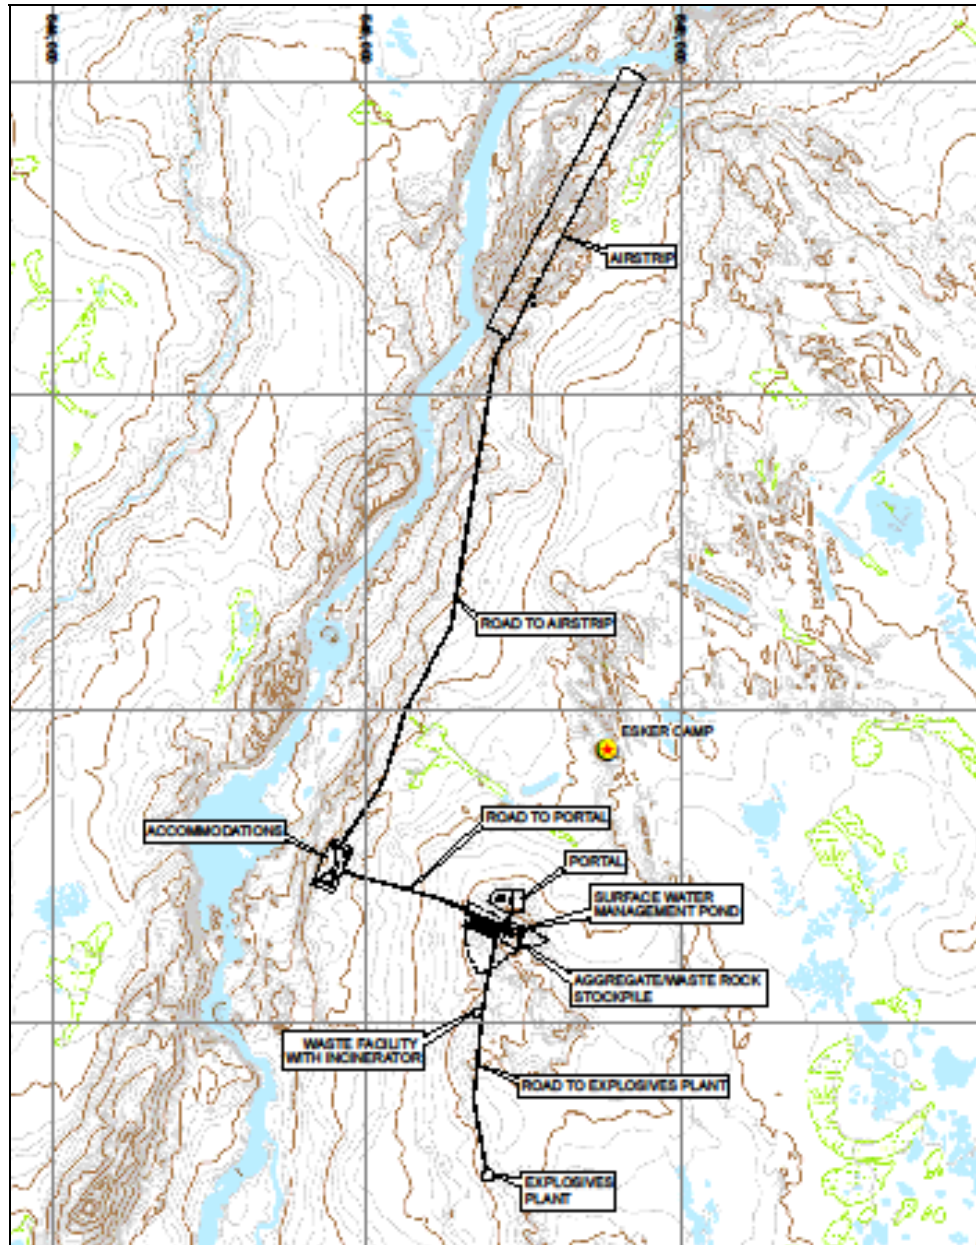 AIRSTRIP
ROAD TO AIRSTRIP
ESKER CAMP
ROAD TO PORTAL
ACCOMMODATIONS
PORTAL
SURFACE WATER
MANAGEMENT POND
AGGREGATE/WASTE ROCK
STOCKPILE
WASTE FACILITY
WITH INCINERATOR
ROAD TO EXPLOSIVES PLANT
EXPLOSIVES
PLANT